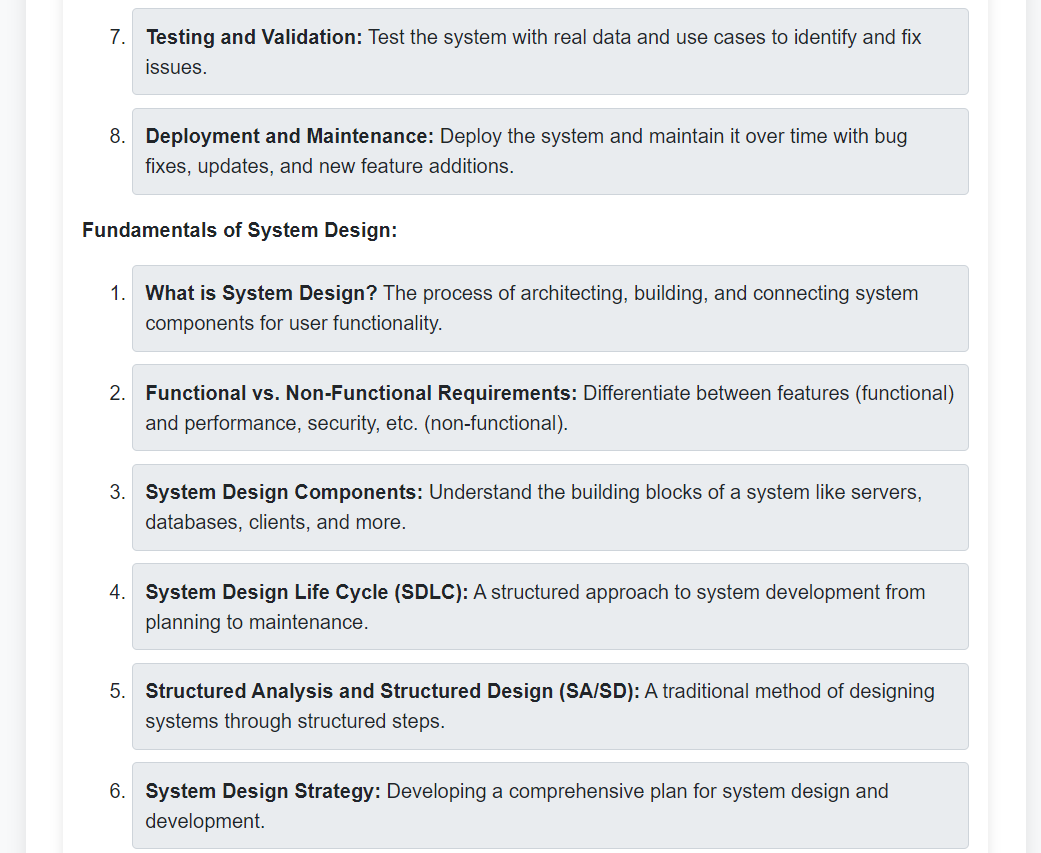 7. Testing and Validation: Test the system with real data and use cases to identify and fix
issues.
8. Deployment and Maintenance: Deploy the system and maintain it over time with bug
fixes, updates, and new feature additions.
Fundamentals of System Design:
1. What is System Design? The process of architecting, building, and connecting system
components for user functionality.
2. Functional vs. Non-Functional Requirements: Differentiate between features (functional)
and performance, security, etc. (non-functional).
3. System Design Components: Understand the building blocks of a system like servers,
databases, clients, and more.
4. System Design Life Cycle (SDLC): A structured approach to system development from
planning to maintenance.
5. Structured Analysis and Structured Design (SA/SD): A traditional method of designing
systems through structured steps.
6. System Design Strategy: Developing a comprehensive plan for system design and
development.